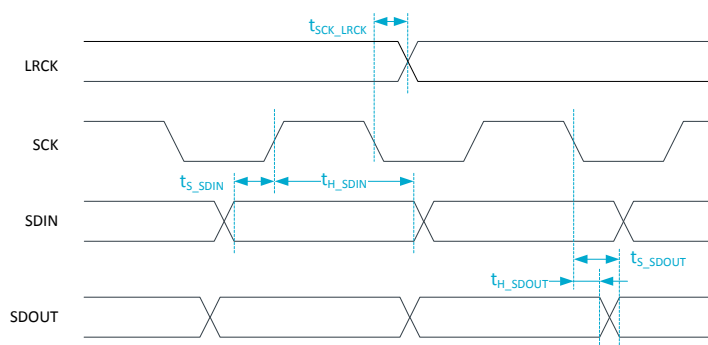 tSCK_LRCK
LRCK
SCK
tS_SDIN
tH_SDIN
SDIN
tS_SDOUT
tH_SDOUT
SDOUT